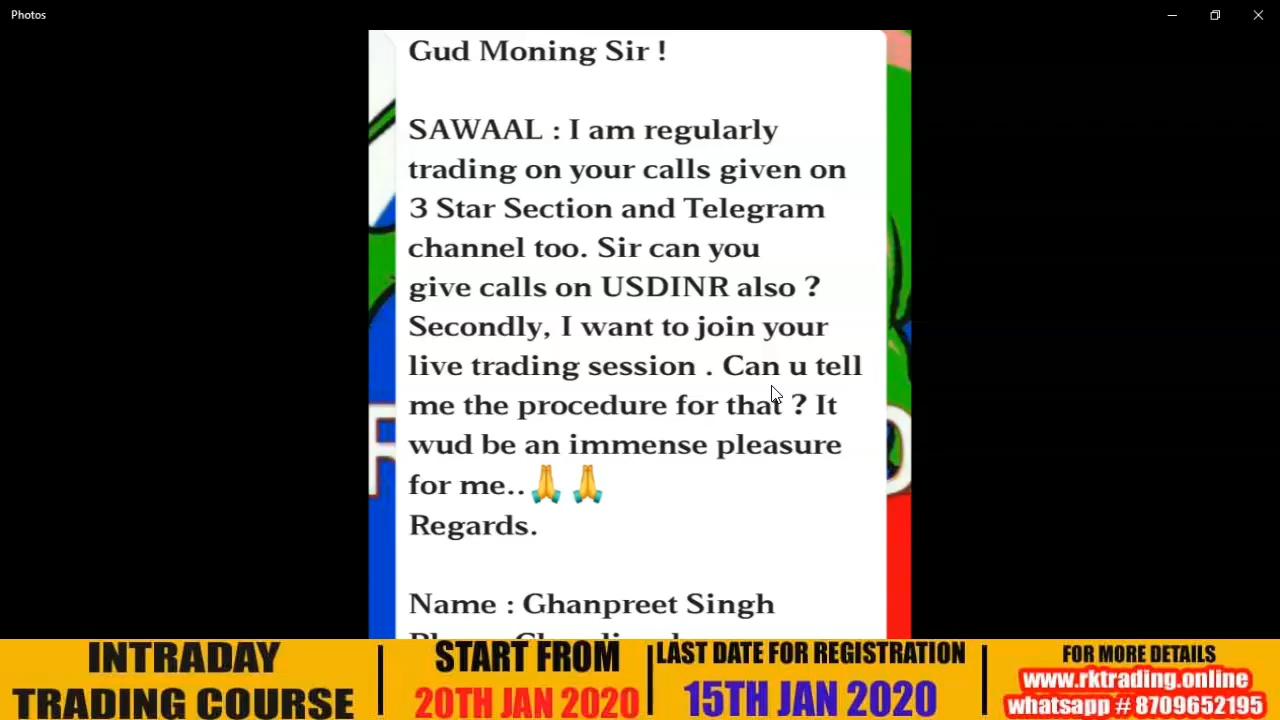 Photos
Gud Moning Sir !
SAWAAL : I am regularly
trading on your calls given on
3 Star Section and Telegram
channel too. Sir can you
give calls on USDINR also ?
Secondly, I want to join your
live trading session . Can u tell
me the procedure for that ? It
wud be an immense pleasure
for me..🙏 🙏
Regards.
Name : Ghanpreet Singh
INTRADAY
TRADING COURSE
START FROM
20TH JAN 2020
LAST DATE FOR REGISTRATION
15TH JAN 2020
FOR MORE DETAILS
www.rktrading.online
whatsapp # 8709652195